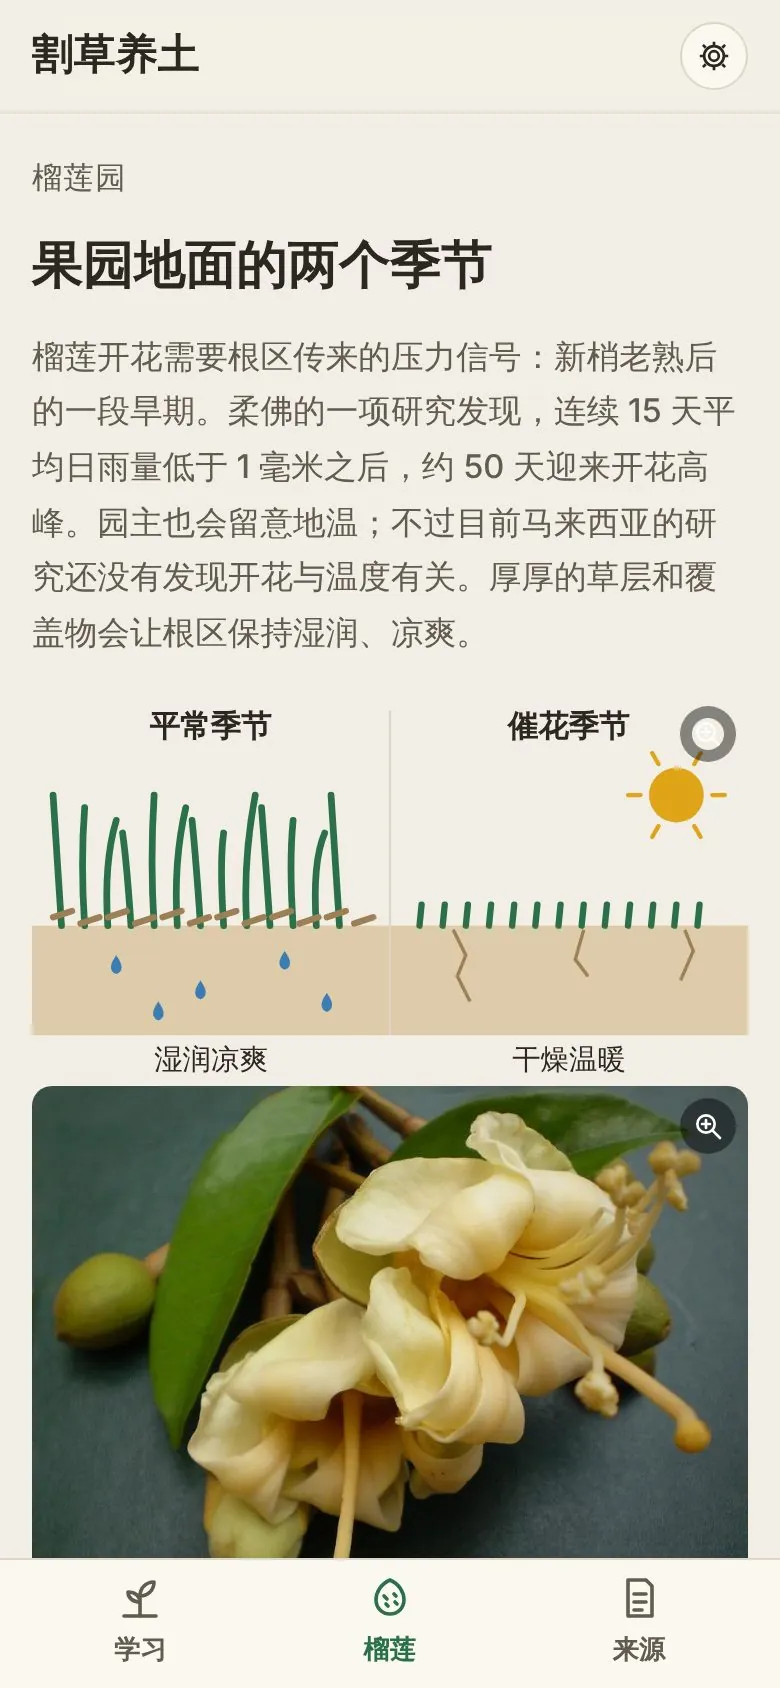 割草养土
榴莲园
果园地面的两个季节
榴莲开花需要根区传来的压力信号：新梢老熟后
的一段旱期。柔佛的一项研究发现，连续 15 天平
均日雨量低于 1 毫米之后，约 50 天迎来开花高
峰。园主也会留意地温；不过目前马来西亚的研
究还没有发现开花与温度有关。厚厚的草层和覆
盖物会让根区保持湿润、凉爽。
平常季节
催花季节
湿润凉爽
干燥温暖
学习
榴莲
来源